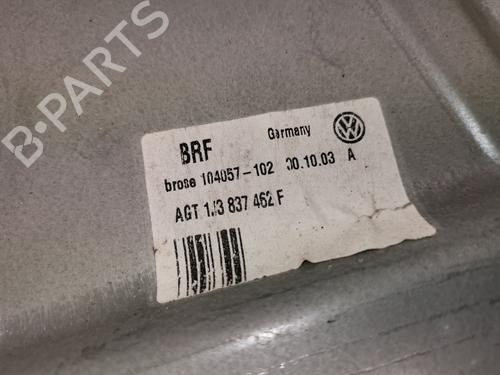 B-PARTS
BRF Germany
brose 104057-102 00.10.03 A
AGT 1J3 837 462 F